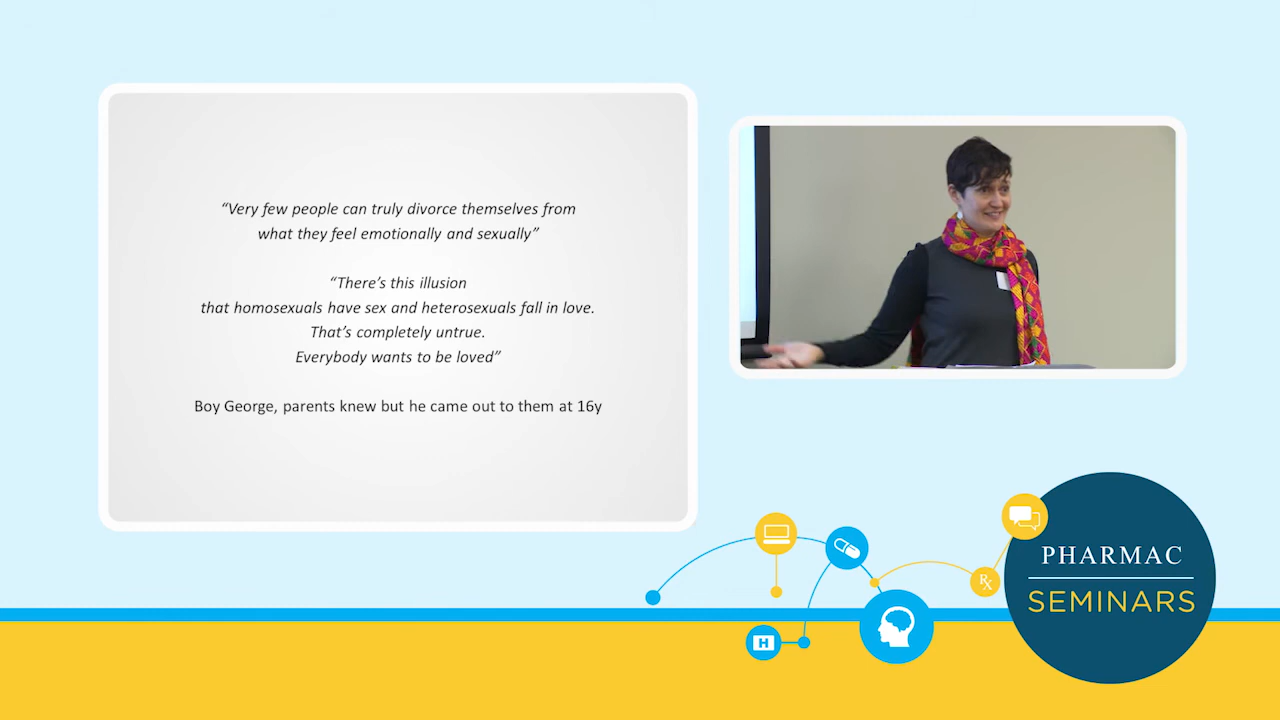 “Very few people can truly divorce themselves from
what they feel emotionally and sexually”
“There’s this illusion
that homosexuals have sex and heterosexuals fall in love.
That’s completely untrue.
Everybody wants to be loved”
Boy George, parents knew but he came out to them at 16y
H
Rx
PHARMAC
SEMINARS